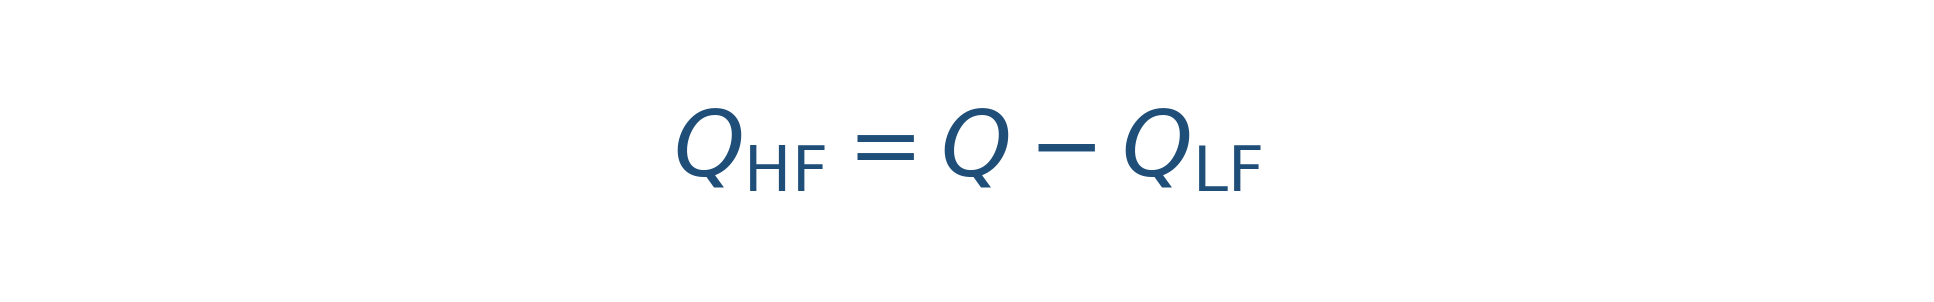 Q_HF = Q − Q_LF